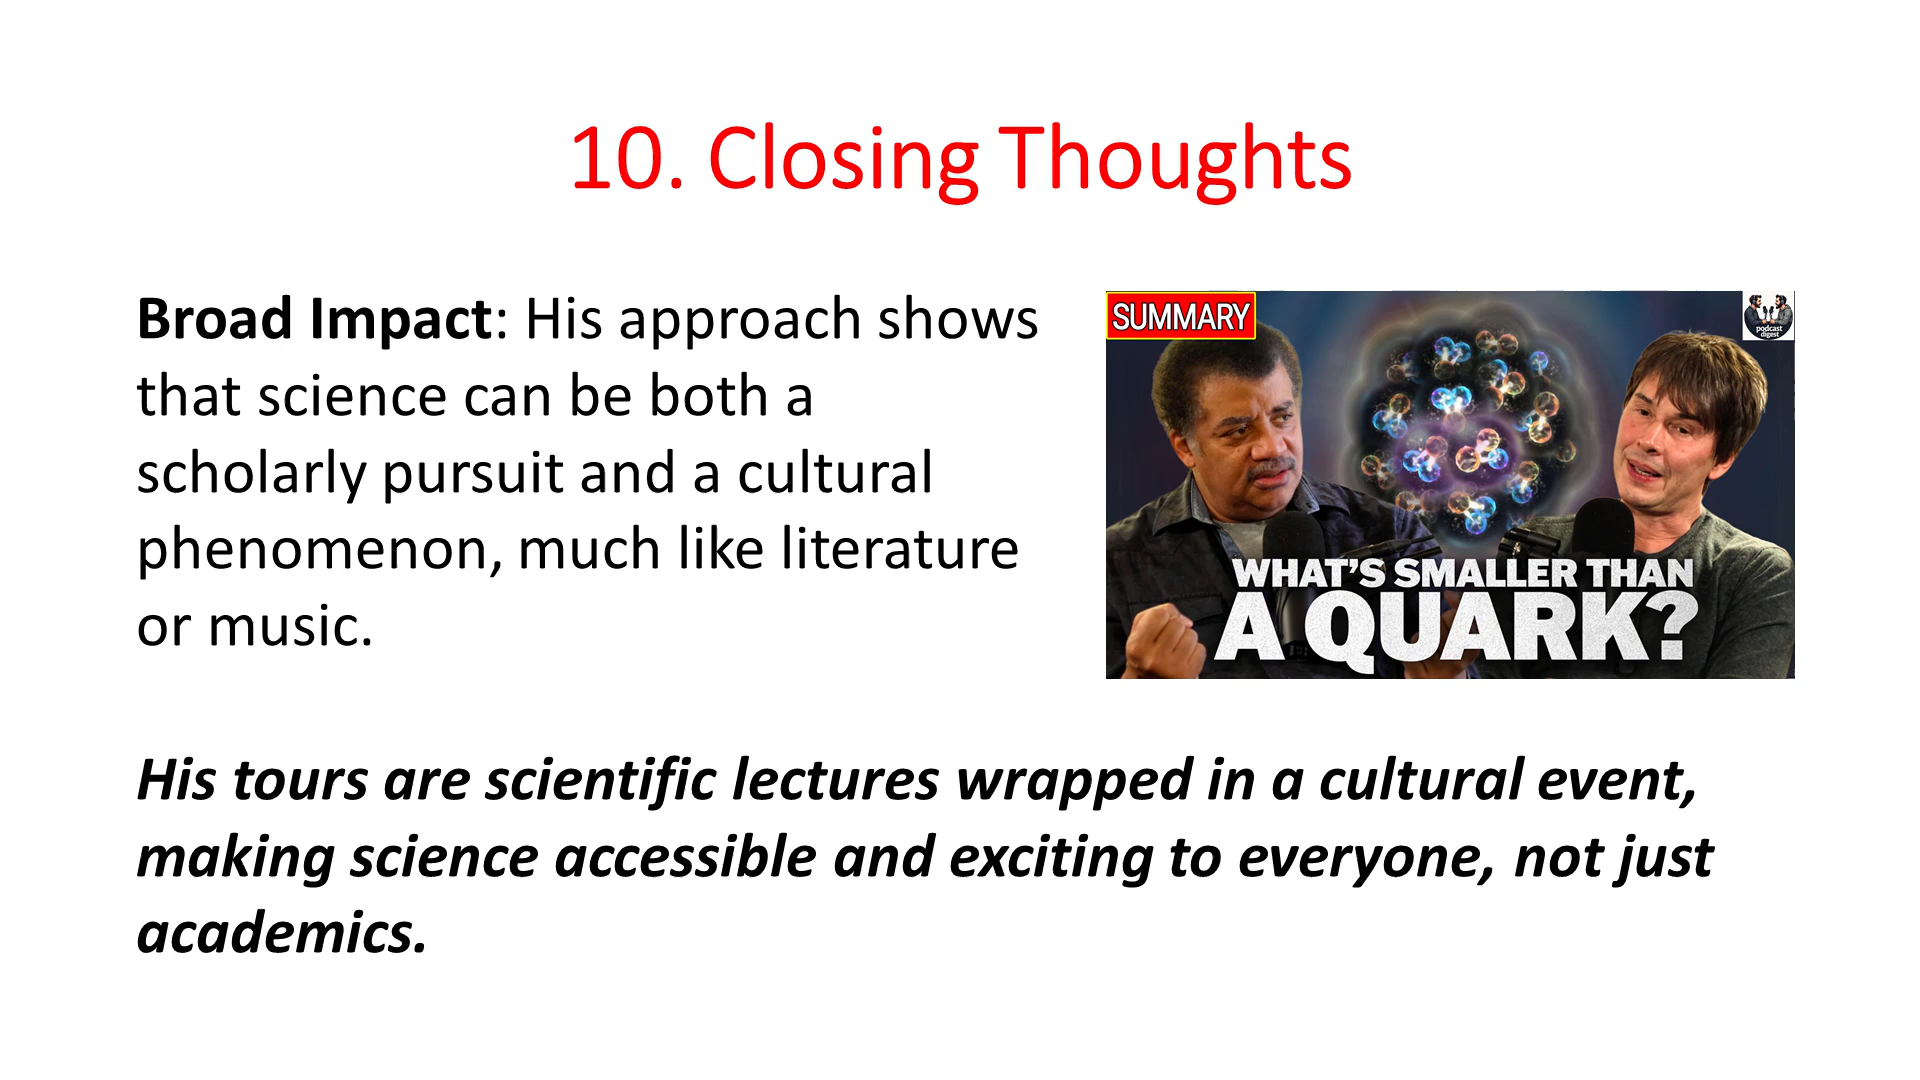 10. Closing Thoughts
Broad Impact: His approach shows
that science can be both a
scholarly pursuit and a cultural
phenomenon, much like literature
or music.
SUMMARY
podcast
digest
WHAT'S SMALLER THAN
A QUARK?
His tours are scientific lectures wrapped in a cultural event,
making science accessible and exciting to everyone, not just
academics.